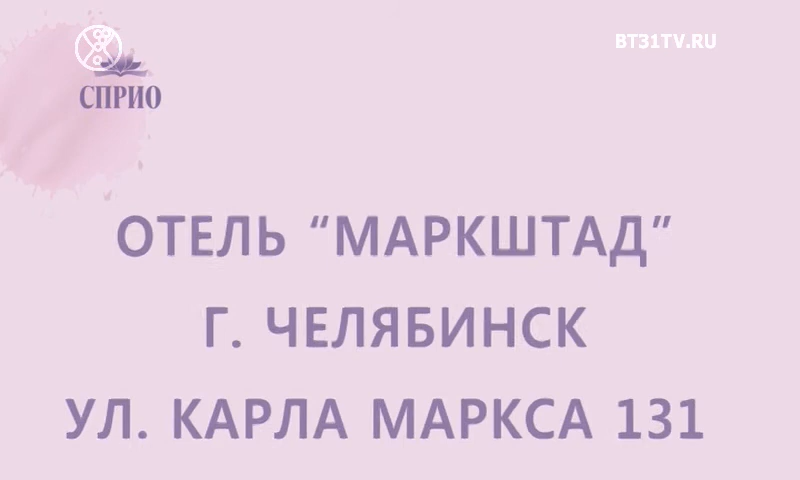 BT31TV.RU
СПРИО
ОТЕЛЬ “МАРКШТАД”
Г. ЧЕЛЯБИНСК
УЛ. КАРЛА МАРКСА 131